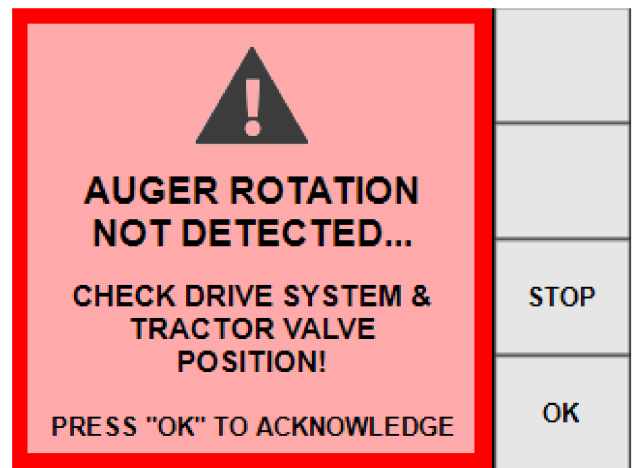 AUGER ROTATION
NOT DETECTED...
CHECK DRIVE SYSTEM &
TRACTOR VALVE
POSITION!
PRESS "OK" TO ACKNOWLEDGE
STOP
OK